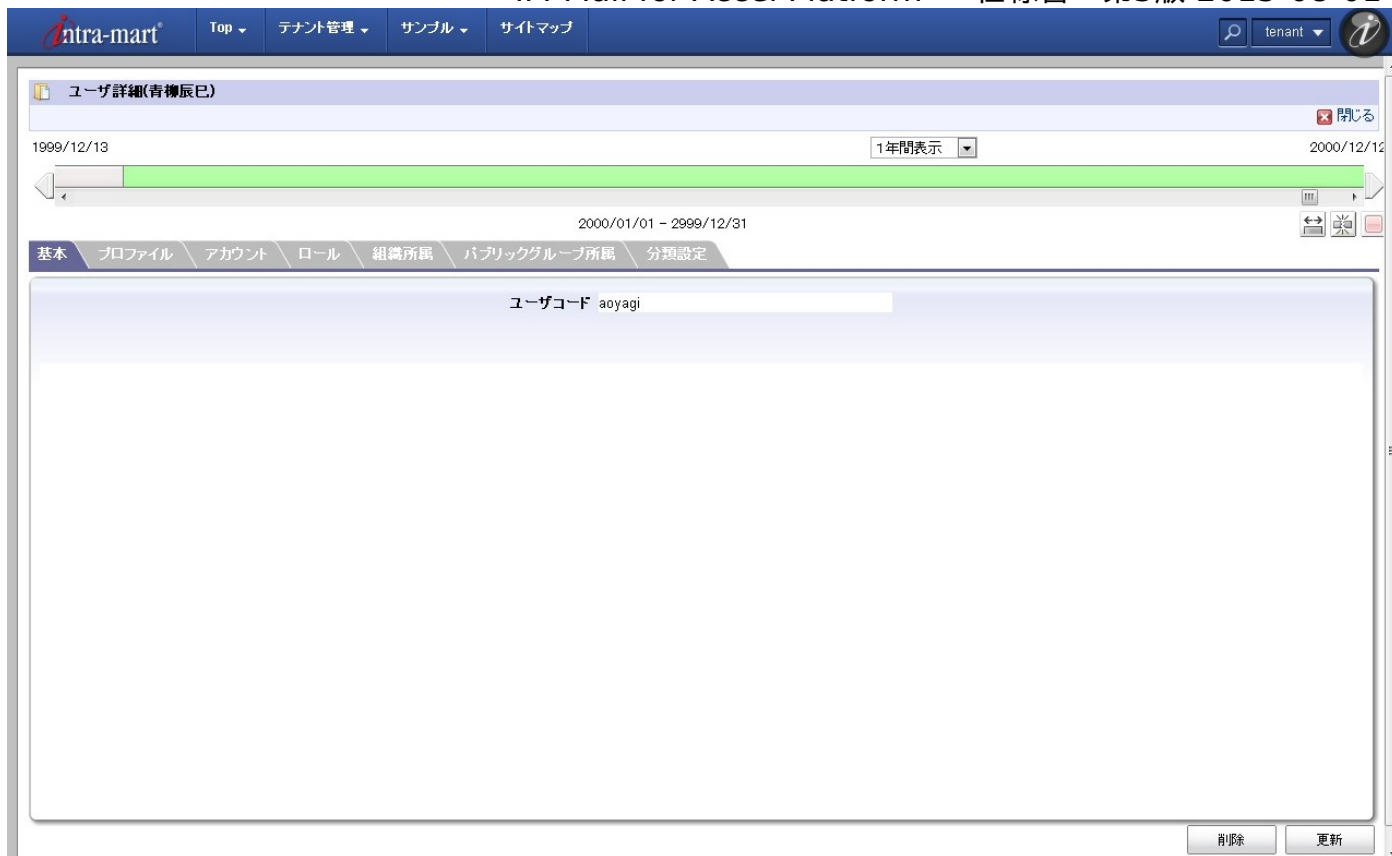 intra-mart® Top テナント管理 サンプル サイトマップ tenant
ユーザ詳細(青柳辰巳)
閉じる
1999/12/13 1年間表示 2000/12/12
2000/01/01 - 2999/12/31
基本 プロファイル アカウント ロール 組織所属 パブリックグループ所属 分類設定
ユーザコード aoyagi
削除 更新